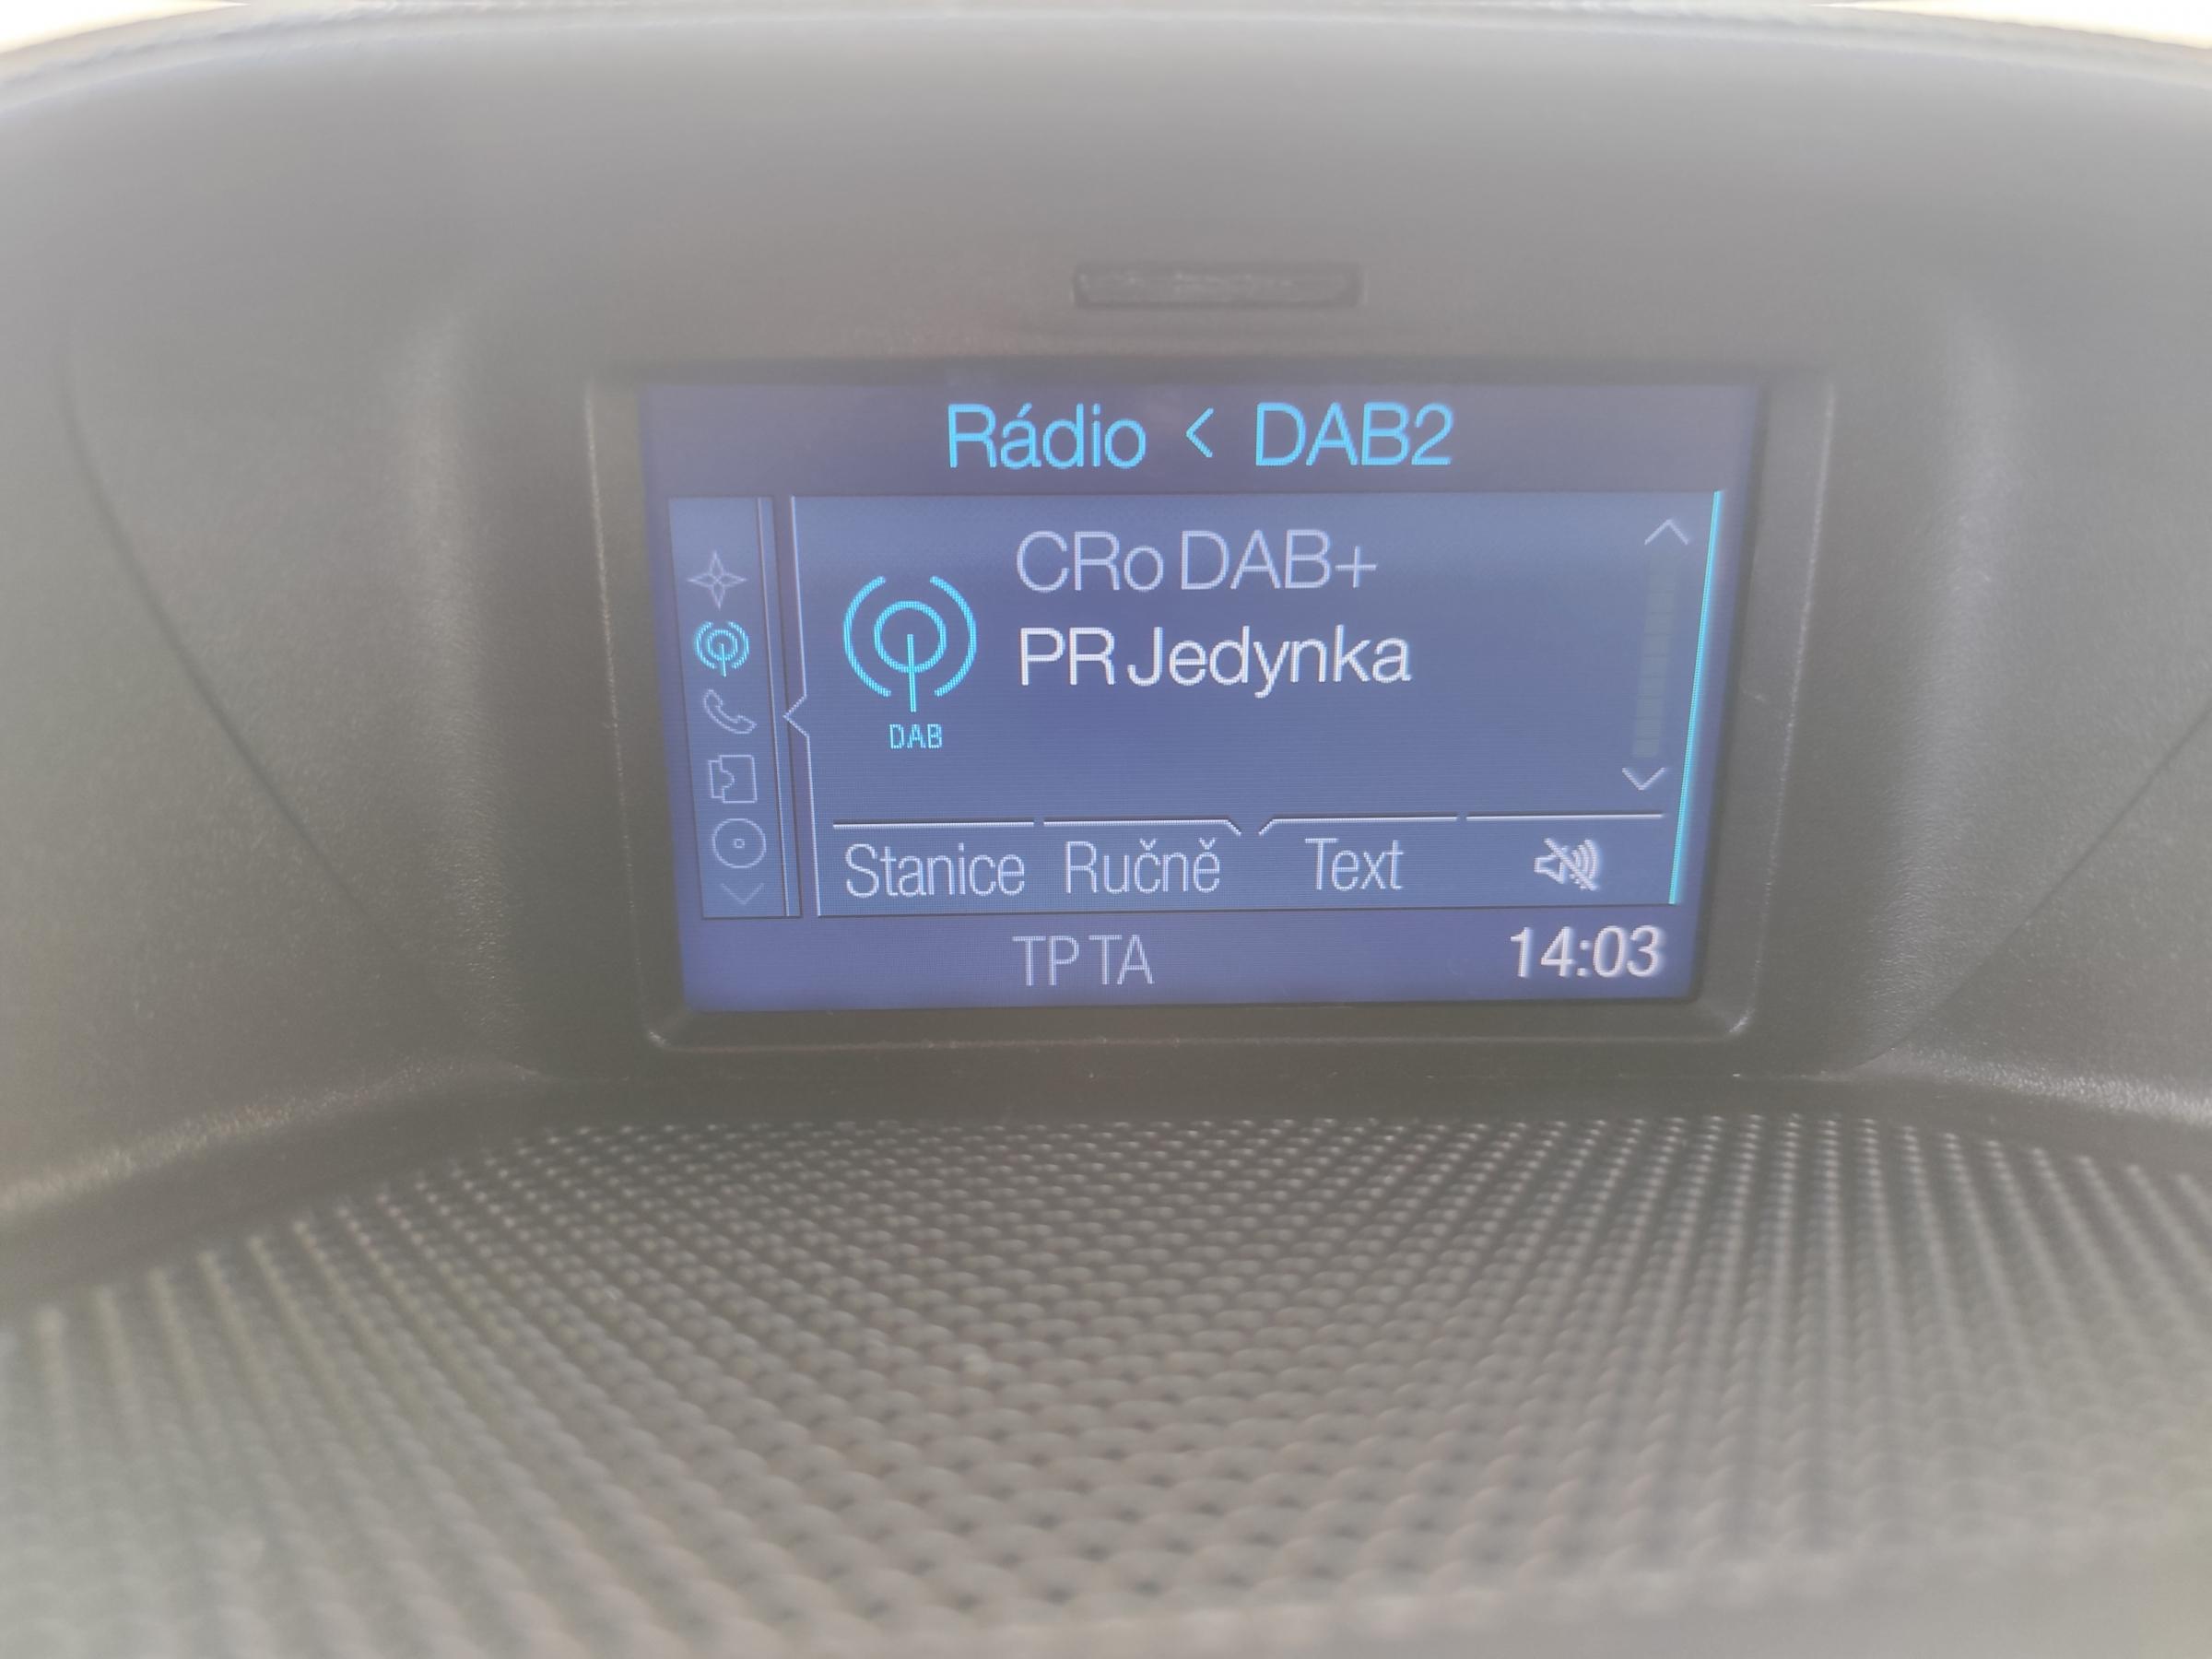 Rádio < DAB2
CRo DAB+
PR Jedynka
DAB
Stanice Ručně Text
TP TA 14:03